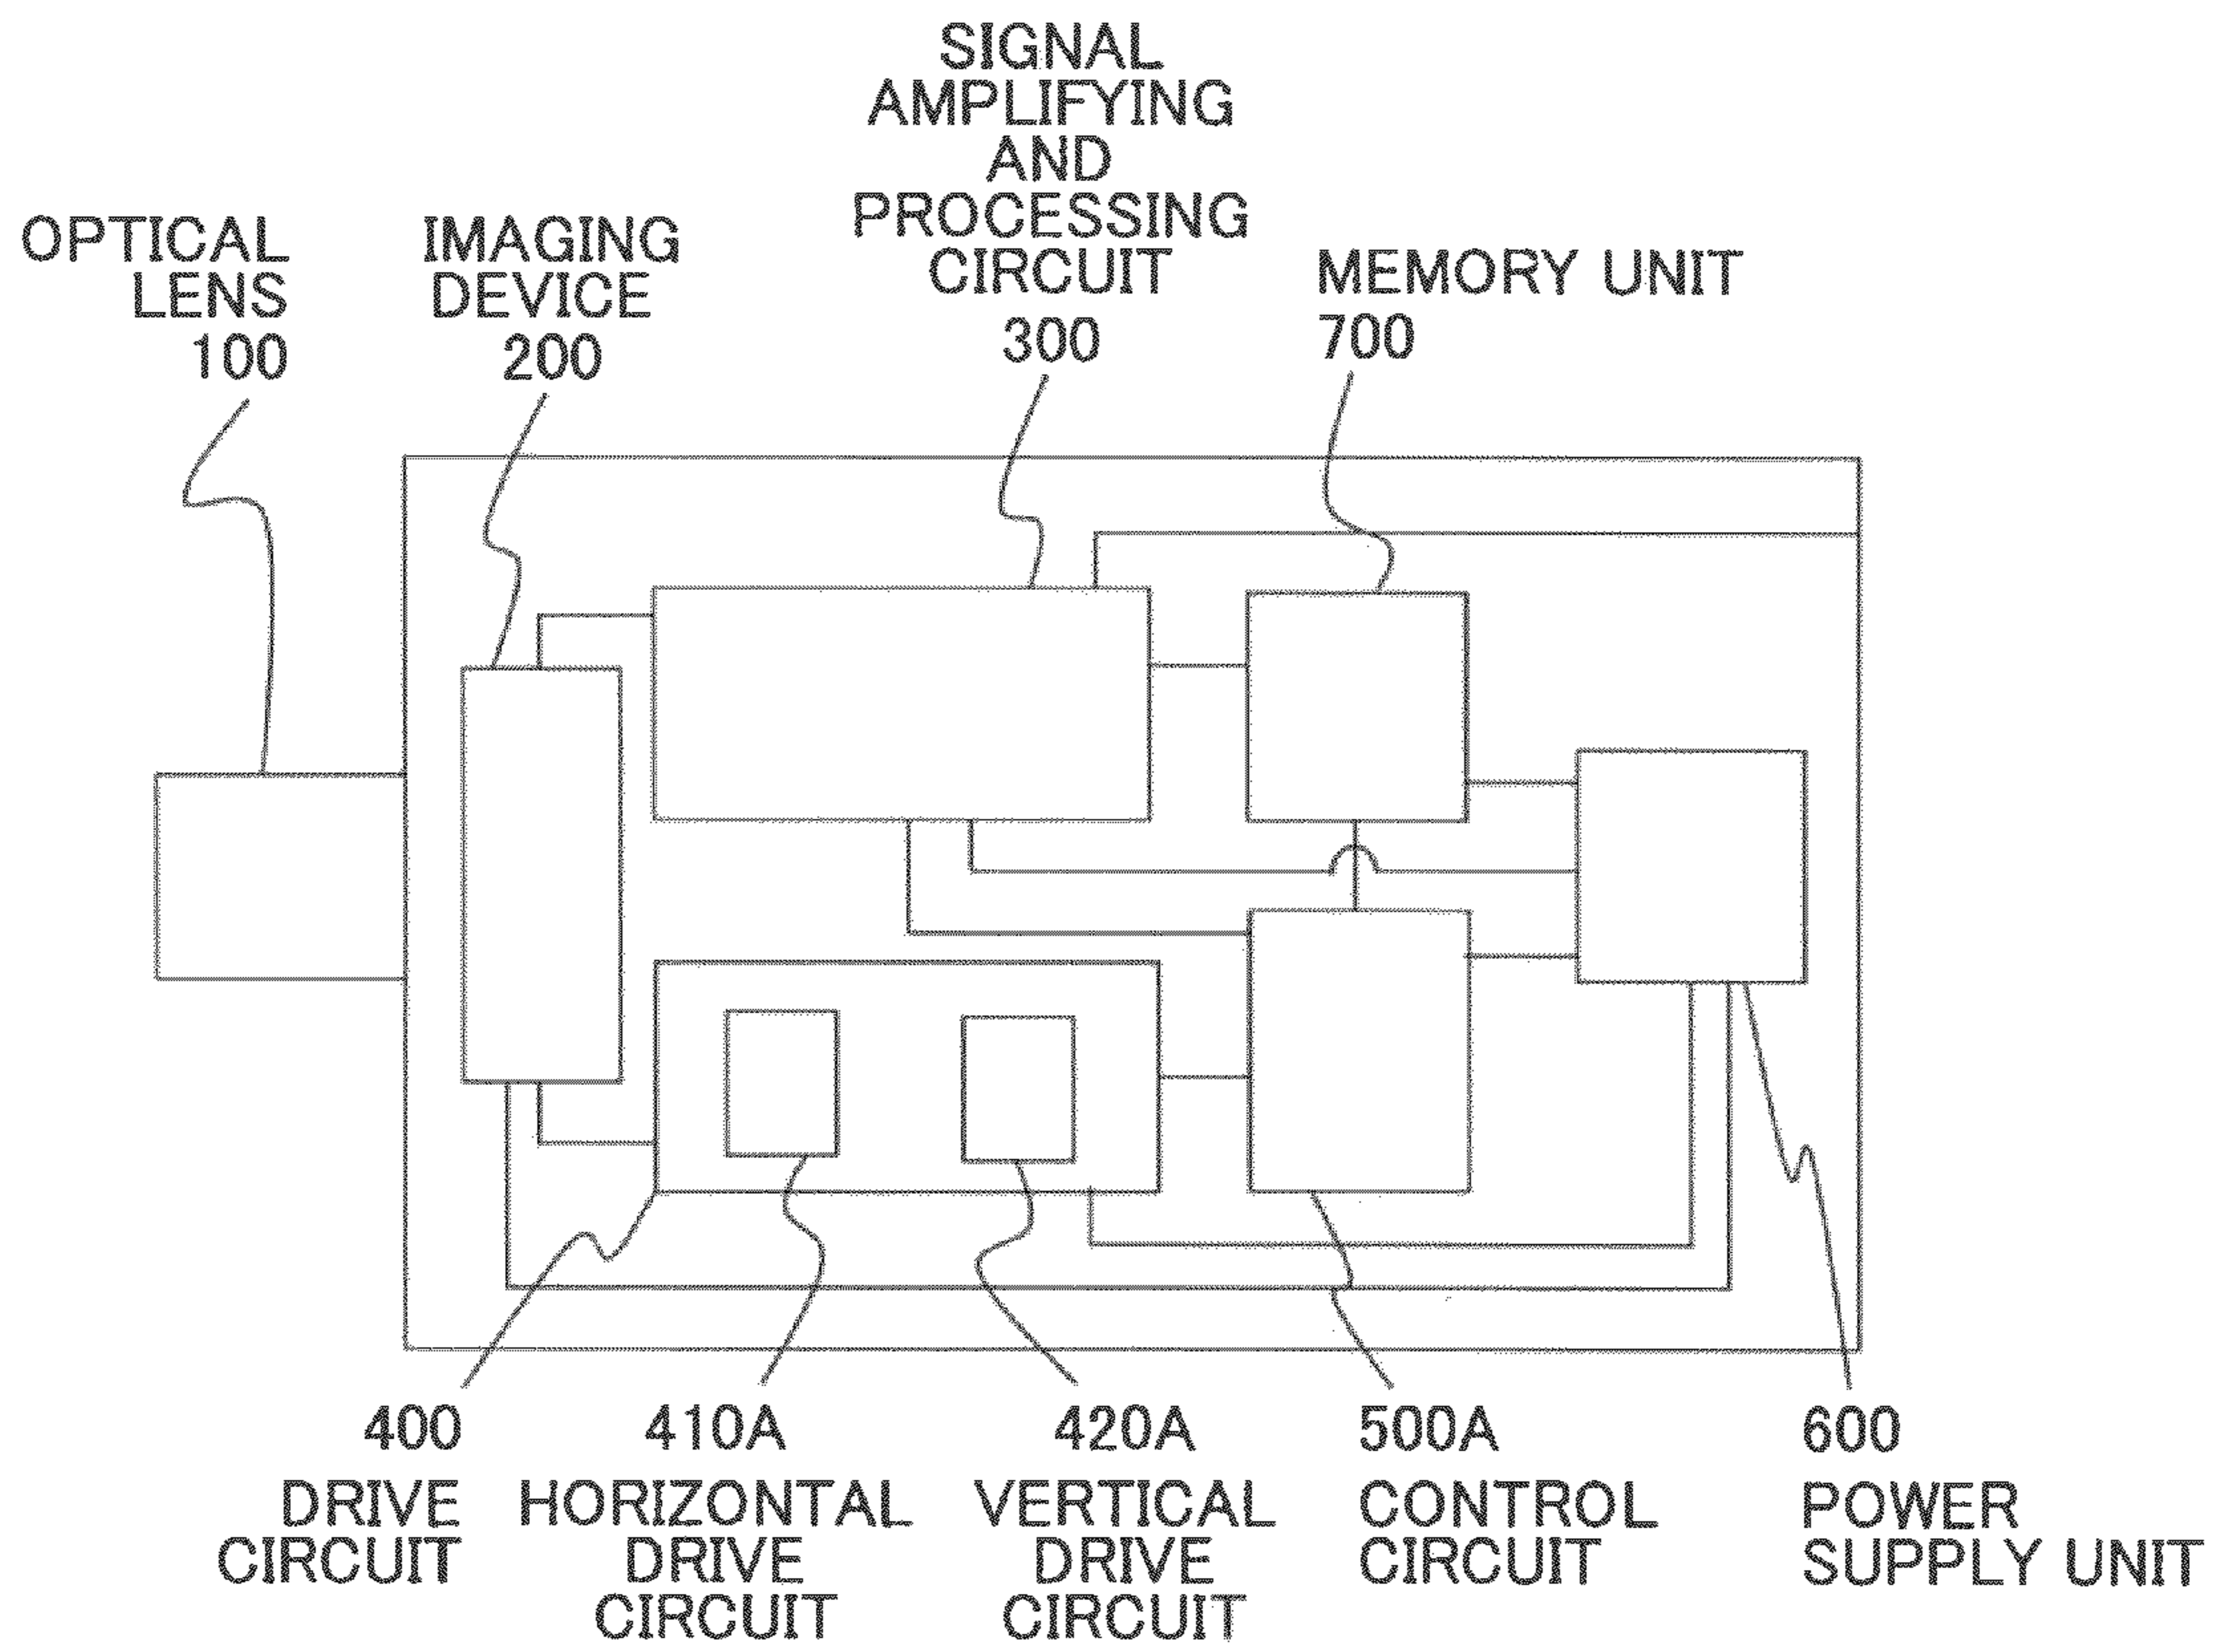 SIGNAL
AMPLIFYING
AND
PROCESSING
CIRCUIT
300
OPTICAL
LENS
100
IMAGING
DEVICE
200
MEMORY UNIT
700
400
DRIVE
CIRCUIT
410A
HORIZONTAL
DRIVE
CIRCUIT
420A
VERTICAL
DRIVE
CIRCUIT
500A
CONTROL
CIRCUIT
600
POWER
SUPPLY UNIT